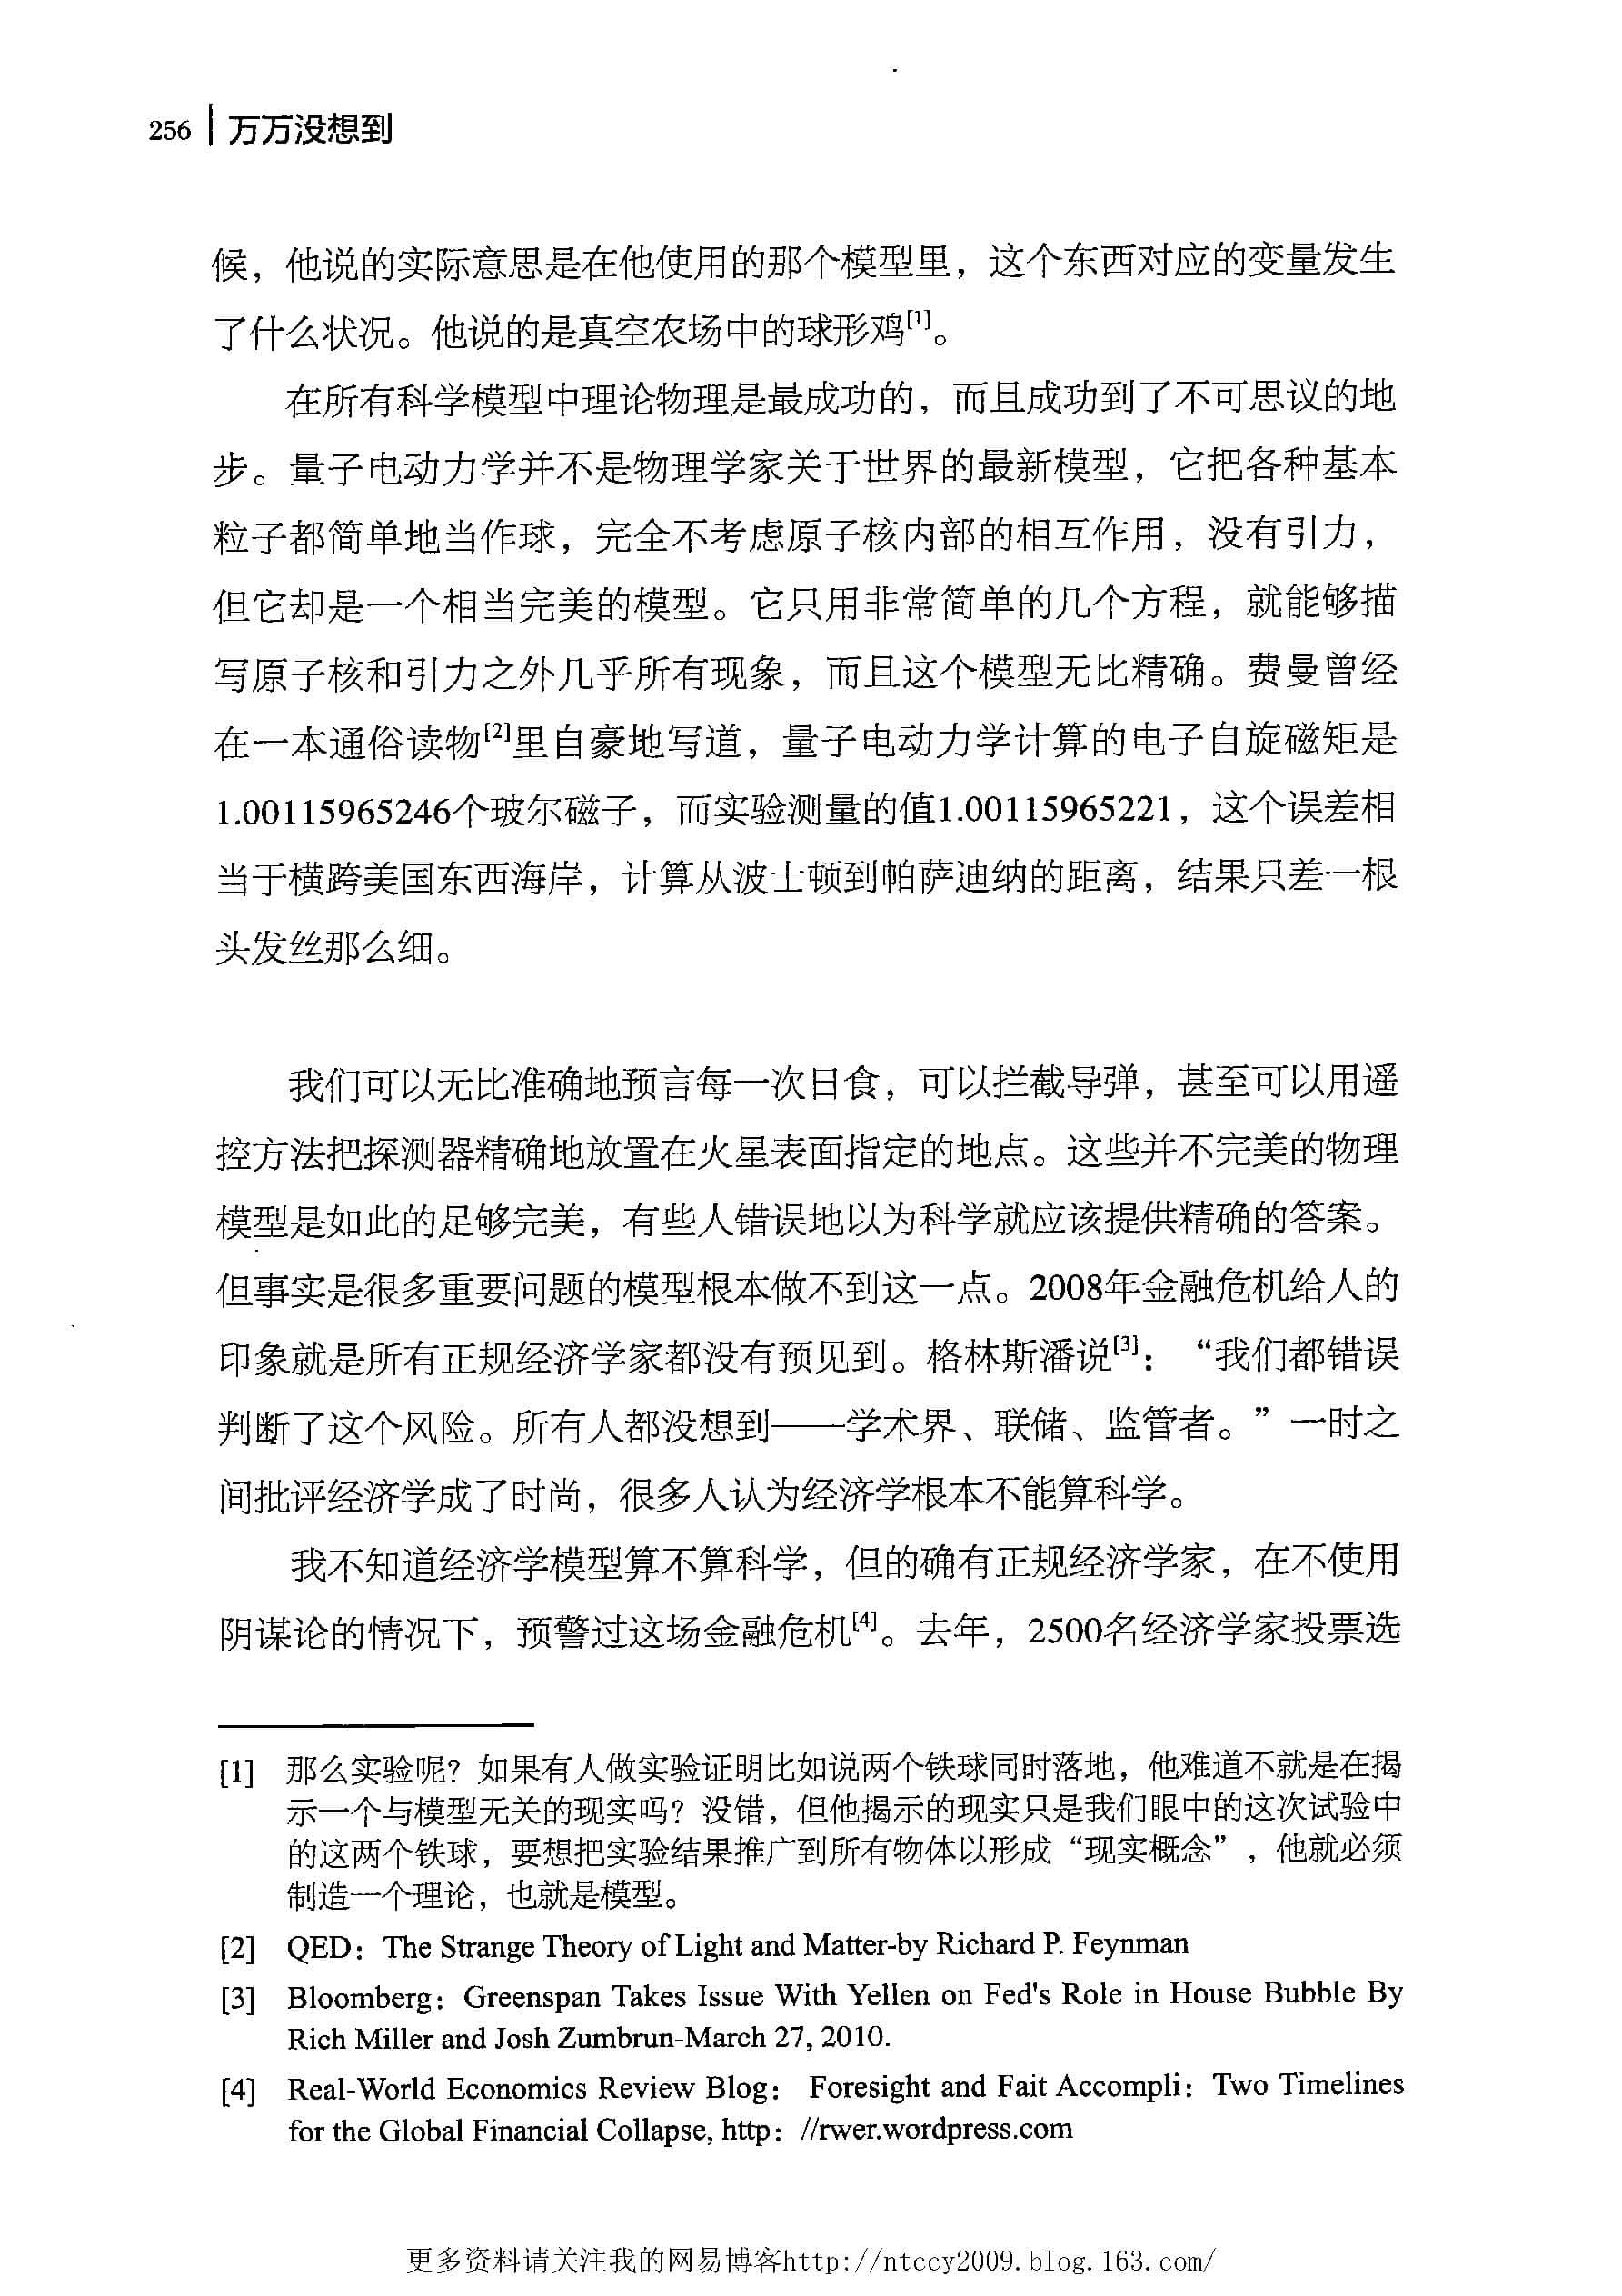 256 万万没想到
候，他说的实际意思是在他使用的那个模型里，这个东西对应的变量发生
了什么状况。他说的是真空农场中的球形鸡[1]。
在所有科学模型中理论物理是最成功的，而且成功到了不可思议的地
步。量子电动力学并不是物理学家关于世界的最新模型，它把各种基本
粒子都简单地当作球，完全不考虑原子核内部的相互作用，没有引力，
但它却是一个相当完美的模型。它只用非常简单的几个方程，就能够描
写原子核和引力之外几乎所有现象，而且这个模型无比精确。费曼曾经
在一本通俗读物[2]里自豪地写道，量子电动力学计算的电子自旋磁矩是
1.00115965246个玻尔磁子，而实验测量的值1.00115965221，这个误差相
当于横跨美国东西海岸，计算从波士顿到帕萨迪纳的距离，结果只差一根
头发丝那么细。
我们可以无比准确地预言每一次日食，可以拦截导弹，甚至可以用遥
控方法把探测器精确地放置在火星表面指定的地点。这些并不完美的物理
模型是如此的足够完美，有些人错误地以为科学就应该提供精确的答案。
但事实是很多重要问题的模型根本做不到这一点。2008年金融危机给人的
印象就是所有正规经济学家都没有预见到。格林斯潘说[3]：“我们都错误
判断了这个风险。所有人都没想到——学术界、联储、监管者。”一时之
间批评经济学成了时尚，很多人认为经济学根本不能算科学。
我不知道经济学模型算不算科学，但的确有正规经济学家，在不使用
阴谋论的情况下，预警过这场金融危机[4]。去年，2500名经济学家投票选
[1] 那么实验呢？如果有人做实验证明比如说两个铁球同时落地，他难道不就是在揭
示一个与模型无关的现实吗？没错，但他揭示的现实只是我们眼中的这次试验中
的这两个铁球，要想把实验结果推广到所有物体以形成“现实概念”，他就必须
制造一个理论，也就是模型。
[2] QED：The Strange Theory of Light and Matter-by Richard P. Feynman
[3] Bloomberg：Greenspan Takes Issue With Yellen on Fed's Role in House Bubble By
Rich Miller and Josh Zumbrun-March 27, 2010.
[4] Real-World Economics Review Blog： Foresight and Fait Accompli：Two Timelines
for the Global Financial Collapse, http：//rwer.wordpress.com
更多资料请关注我的网易博客http://ntccy2009.blog.163.com/